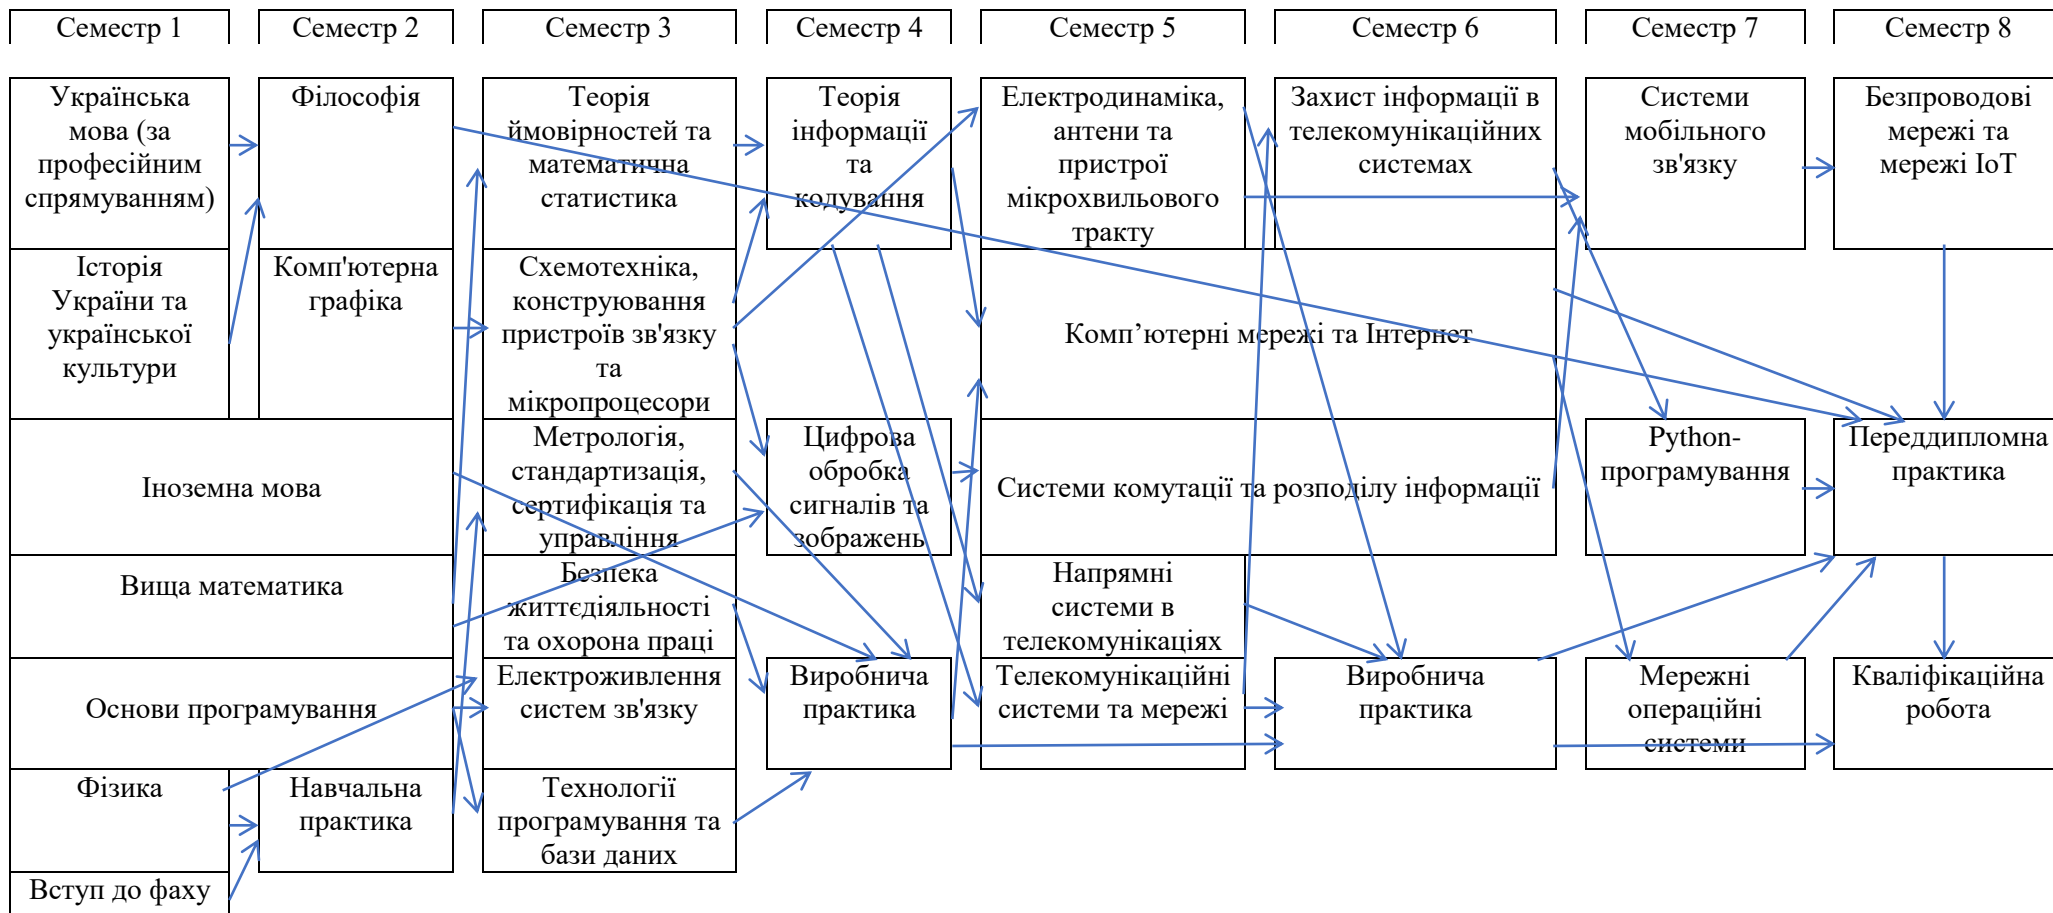 Семестр 1
Семестр 2
Семестр 3
Семестр 4
Семестр 5
Семестр 6
Семестр 7
Семестр 8
Українська
мова (за
професійним
спрямуванням)
Філософія
Теорія
ймовірностей та
математична
статистика
Теорія
інформації
та
кодування
Електродинаміка,
антени та
пристрої
мікрохвильового
тракту
Захист інформації в
телекомунікаційних
системах
Системи
мобільного
зв'язку
Безпроводові
мережі та
мережі ІоТ
Історія
України та
української
культури
Комп'ютерна
графіка
Схемотехніка,
конструювання
пристроїв зв'язку
та
мікропроцесори
Комп’ютерні мережі та Інтернет
Іноземна мова
Метрологія,
стандартизація,
сертифікація та
управління
Цифрова
обробка
сигналів та
зображень
Системи комутації та розподілу інформації
Python-
програмування
Переддипломна
практика
Вища математика
Безпека
життєдіяльності
та охорона праці
Напрямні
системи в
телекомунікаціях
Основи програмування
Електроживлення
систем зв'язку
Виробнича
практика
Телекомунікаційні
системи та мережі
Виробнича
практика
Мережні
операційні
системи
Кваліфікаційна
робота
Фізика
Навчальна
практика
Технології
програмування та
бази даних
Вступ до фаху